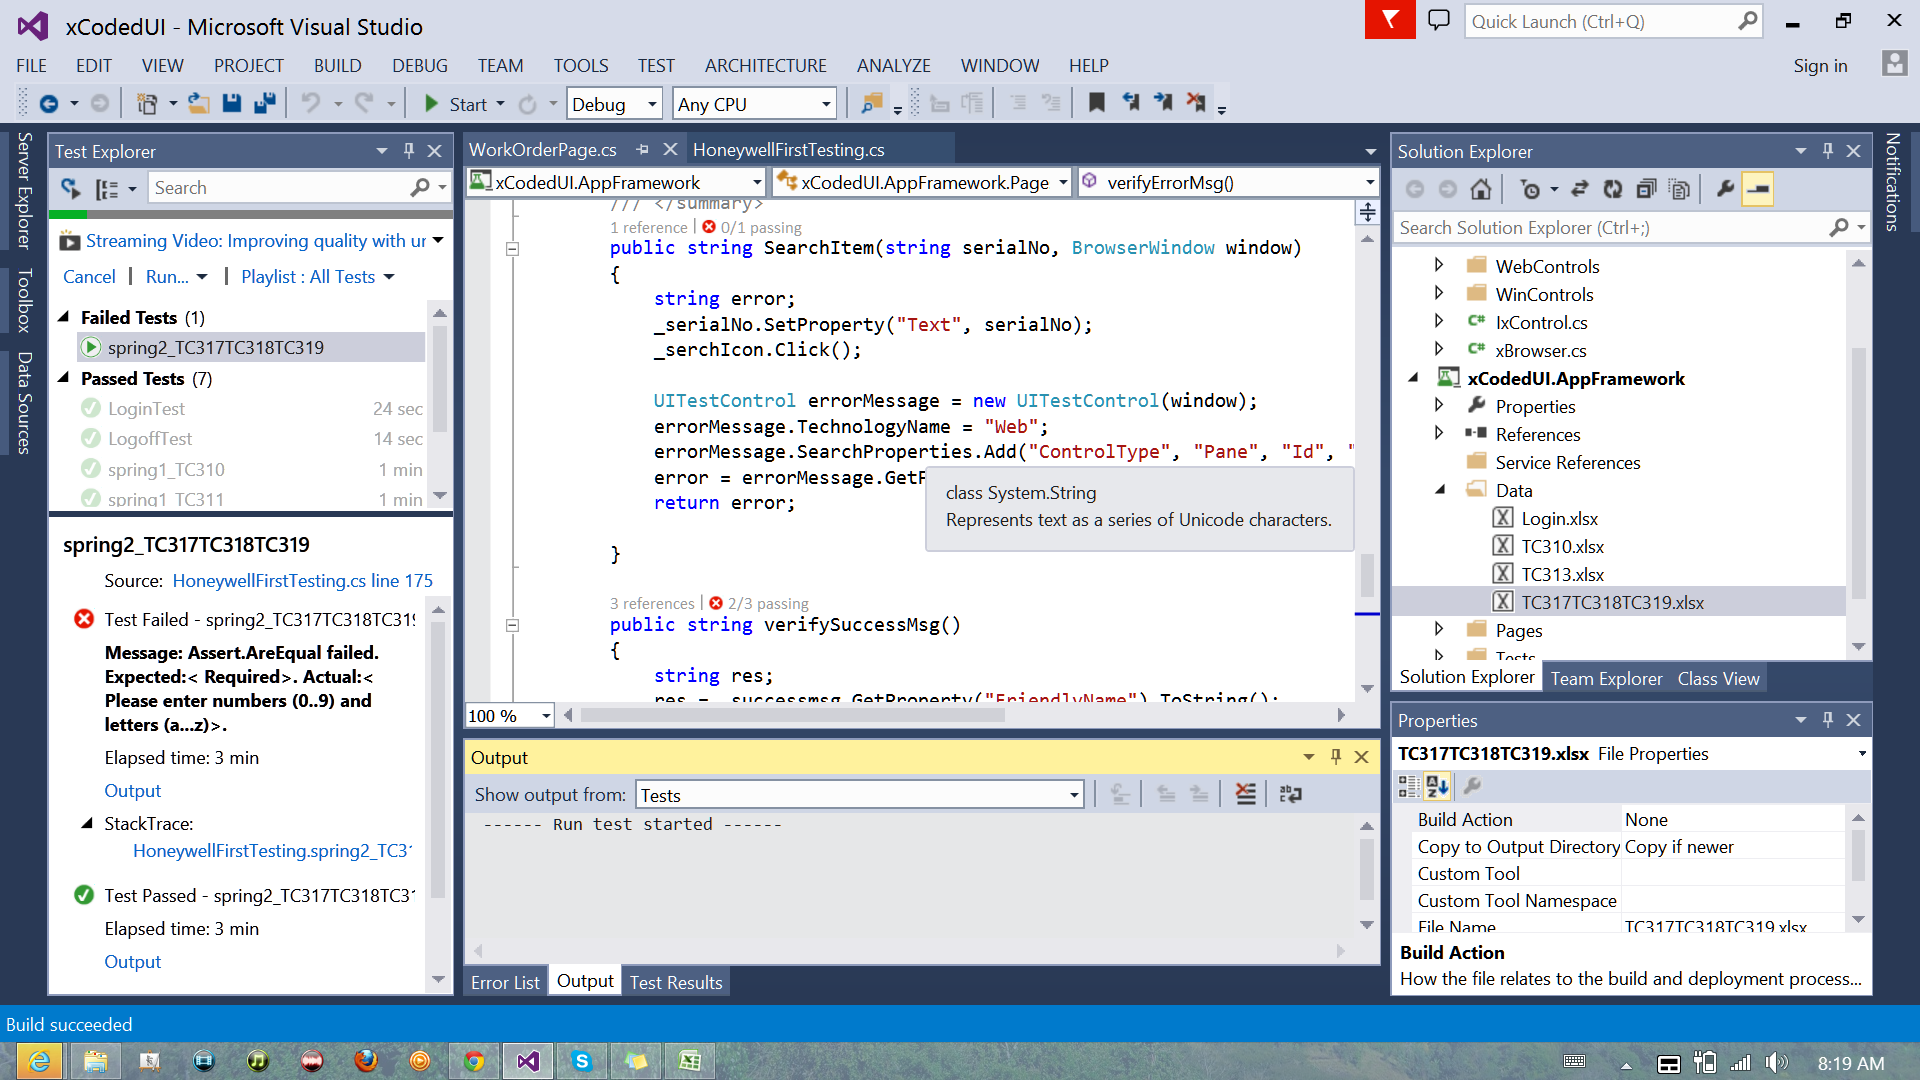 xCodedUI - Microsoft Visual Studio
Quick Launch (Ctrl+Q)
FILE EDIT VIEW PROJECT BUILD DEBUG TEAM TOOLS TEST ARCHITECTURE ANALYZE WINDOW HELP
Sign in
Start Debug Any CPU
Server Explorer
Toolbox
Data Sources
Test Explorer
Search
Streaming Video: Improving quality with ur
Cancel | Run... | Playlist : All Tests
Failed Tests (1)
spring2_TC317TC318TC319
Passed Tests (7)
LoginTest 24 sec
LogoffTest 14 sec
spring1_TC310 1 min
spring1_TC311 1 min
spring2_TC317TC318TC319
Source: HoneywellFirstTesting.cs line 175
Test Failed - spring2_TC317TC318TC319
Message: Assert.AreEqual failed.
Expected:< Required>. Actual:<
Please enter numbers (0..9) and
letters (a...z)>.
Elapsed time: 3 min
Output
StackTrace:
HoneywellFirstTesting.spring2_TC31
Test Passed - spring2_TC317TC318TC31
Elapsed time: 3 min
Output
WorkOrderPage.cs HoneywellFirstTesting.cs
xCodedUI.AppFramework xCodedUI.AppFramework.Page verifyErrorMsg()
/// </summary>
1 reference | 0/1 passing
public string SearchItem(string serialNo, BrowserWindow window)
{
string error;
_serialNo.SetProperty("Text", serialNo);
_serchIcon.Click();
UITestControl errorMessage = new UITestControl(window);
errorMessage.TechnologyName = "Web";
errorMessage.SearchProperties.Add("ControlType", "Pane", "Id", "
error = errorMessage.GetF
class System.String
Represents text as a series of Unicode characters.
return error;
}
3 references | 2/3 passing
public string verifySuccessMsg()
{
string res;
res = _successmsg.GetProperty("FriendlyName").ToString();
100 %
Output
Show output from: Tests
------ Run test started ------
Error List Output Test Results
Solution Explorer
Search Solution Explorer (Ctrl+;)
WebControls
WinControls
IxControl.cs
xBrowser.cs
xCodedUI.AppFramework
Properties
References
Service References
Data
Login.xlsx
TC310.xlsx
TC313.xlsx
TC317TC318TC319.xlsx
Pages
Tests
Solution Explorer Team Explorer Class View
Properties
TC317TC318TC319.xlsx File Properties
Build Action None
Copy to Output Directory Copy if newer
Custom Tool
Custom Tool Namespace
File Name TC317TC318TC319.xlsx
Build Action
How the file relates to the build and deployment process...
Notifications
Build succeeded
8:19 AM